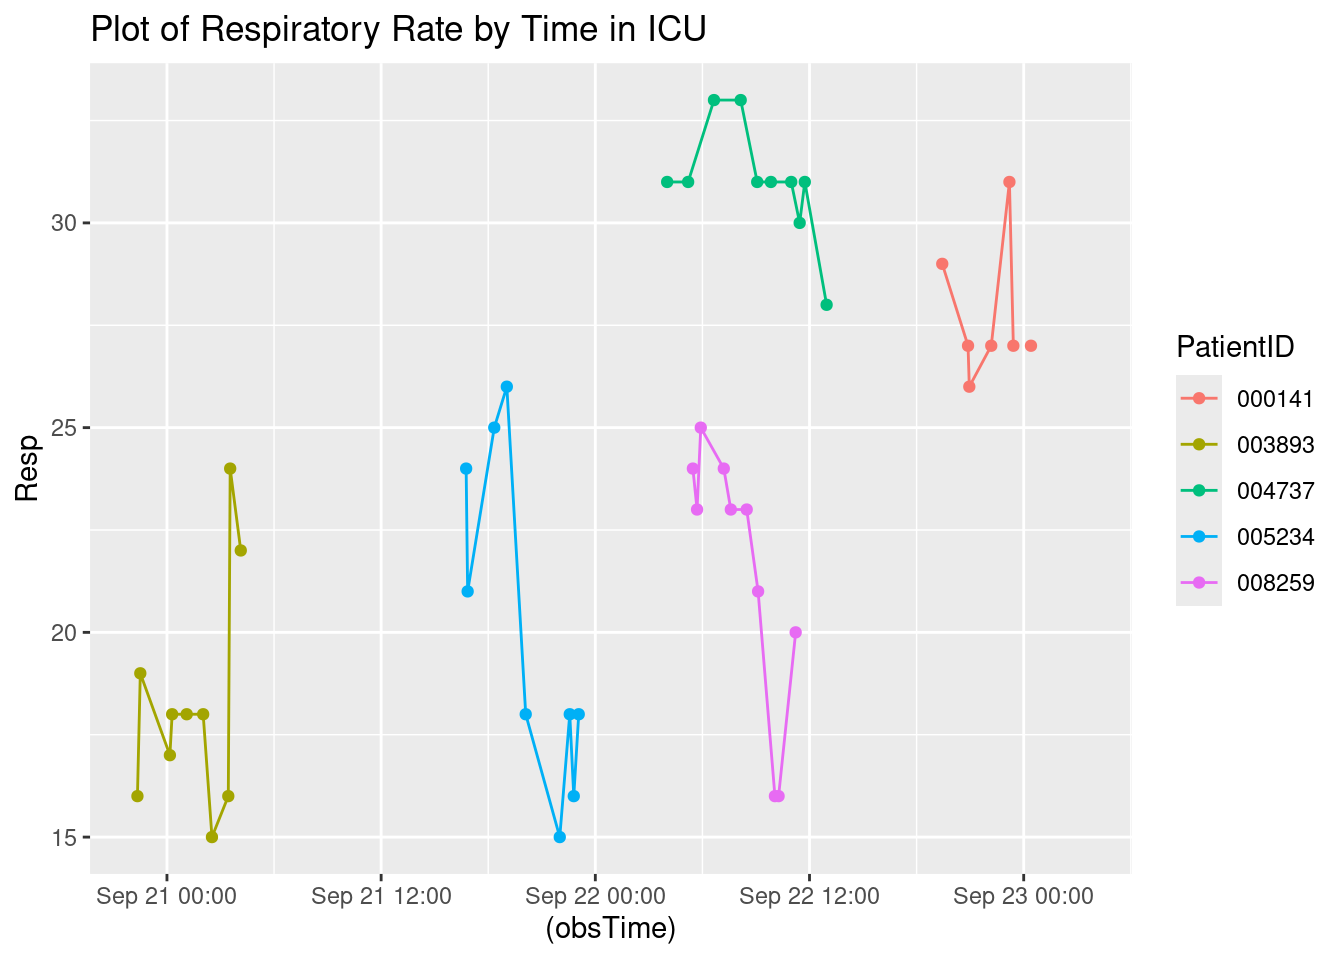 Plot of Respiratory Rate by Time in ICU
Resp
30
25
20
15
Sep 21 00:00
Sep 21 12:00
Sep 22 00:00
Sep 22 12:00
Sep 23 00:00
(obsTime)
PatientID
000141
003893
004737
005234
008259